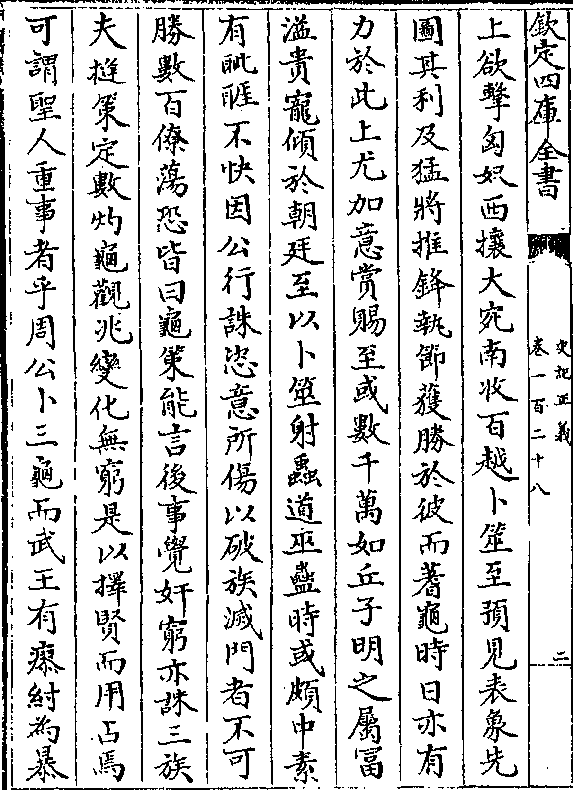 欽定四庫全書
史記正義
卷一百二十八
二
上欲擊匈奴西攘大宛南收百越卜筮至預見表象先
圖其利及猛將推鋒執節獲勝於彼而蓍龜時日亦有
力於此上尤加意賞賜至或數千萬如丘子明之屬富
溢貴寵傾於朝廷至以卜筮射蠱道巫蠱時或頗中素
有眦睚不快因公行誅恣意所傷以破族滅門者不可
勝數百僚蕩恐皆曰龜策能言後事覺奸窮亦誅三族
夫摓策定數灼龜觀兆變化無窮是以擇賢而用占焉
可謂聖人重事者乎周公卜三龜而武王有瘳紂為暴